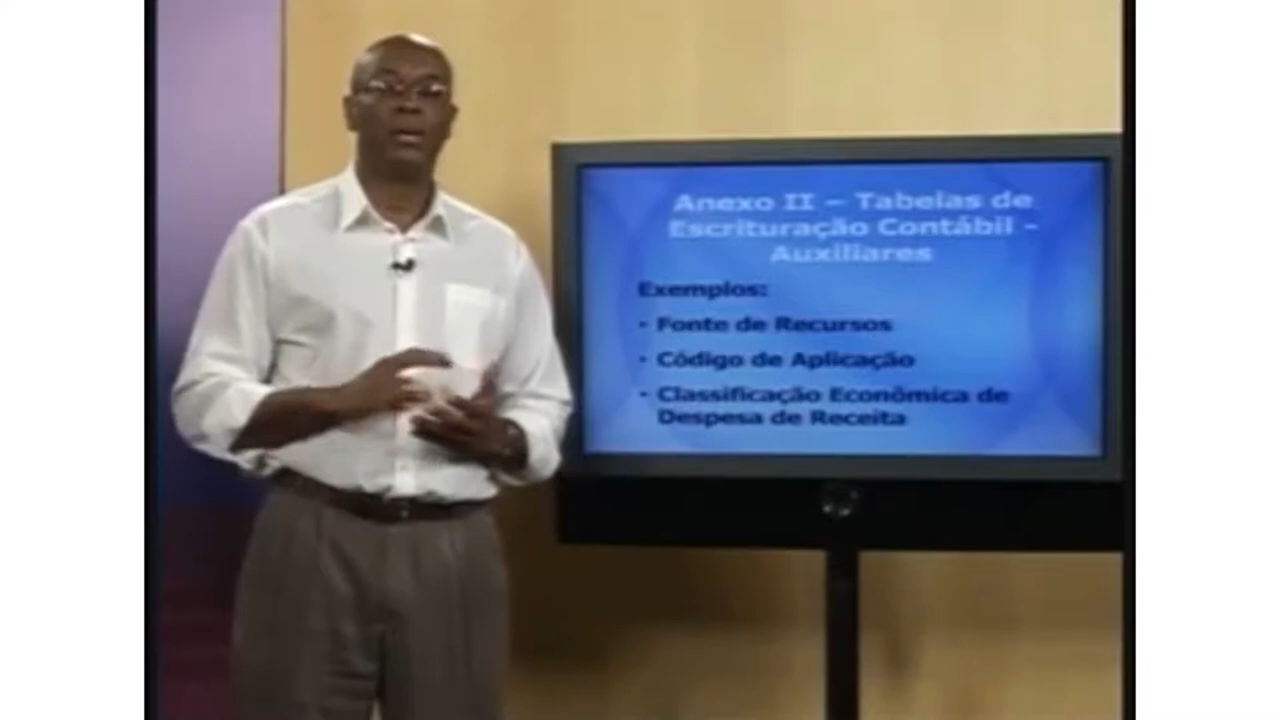 Anexo II – Tabelas de
Escrituração Contábil -
Auxiliares
Exemplos:
· Fonte de Recursos
· Código de Aplicação
· Classificação Econômica de
Despesa de Receita